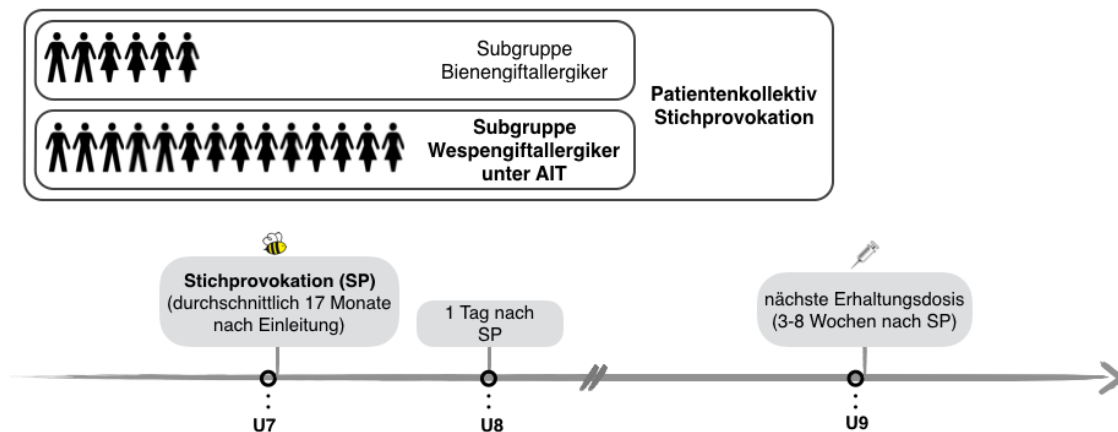 Subgruppe
Bienengiftallergiker
Patientenkollektiv
Stichprovokation
Subgruppe
Wespengiftallergiker
unter AIT
Stichprovokation (SP)
(durchschnittlich 17 Monate
nach Einleitung)
1 Tag nach
SP
nächste Erhaltungsdosis
(3-8 Wochen nach SP)
U7
U8
U9